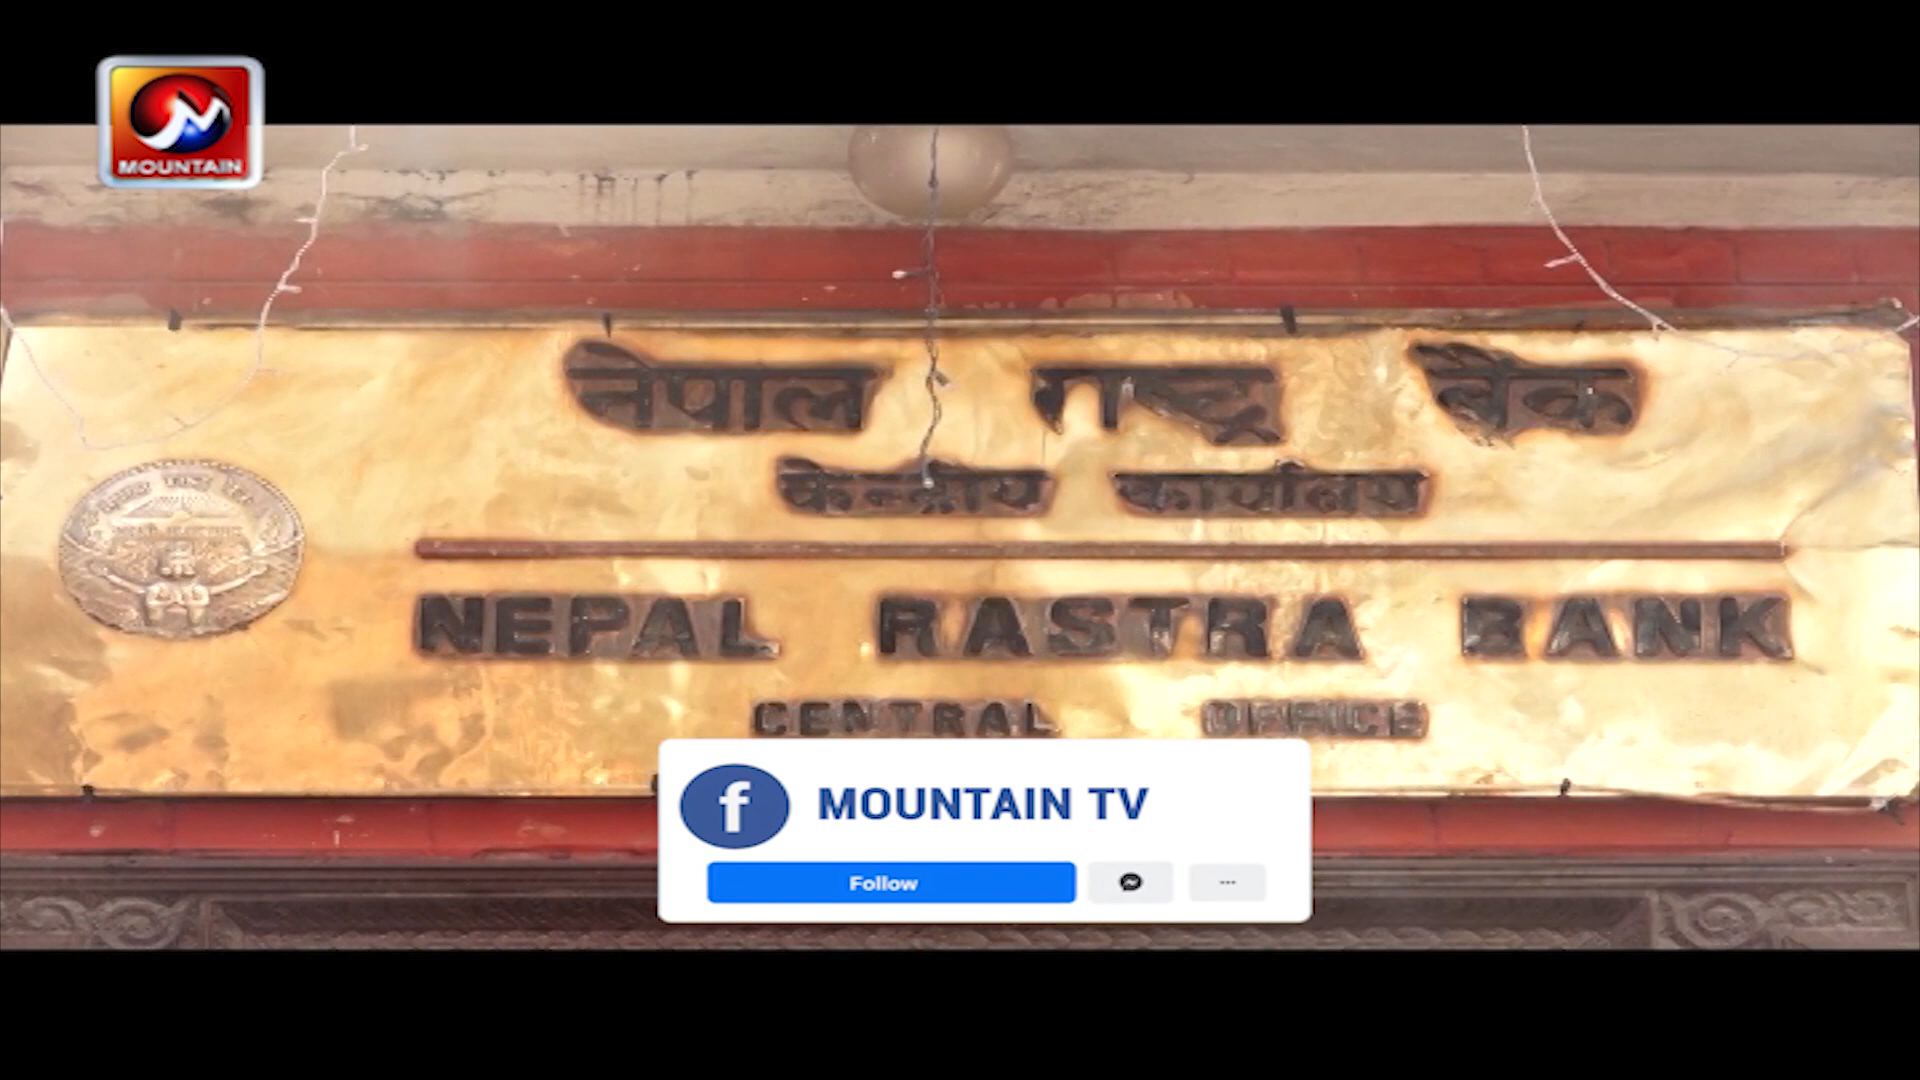 MOUNTAIN
नेपाल राष्ट्र बैंक
केन्द्रीय कार्यालय
NEPAL RASTRA BANK
CENTRAL OFFICE
MOUNTAIN TV
Follow